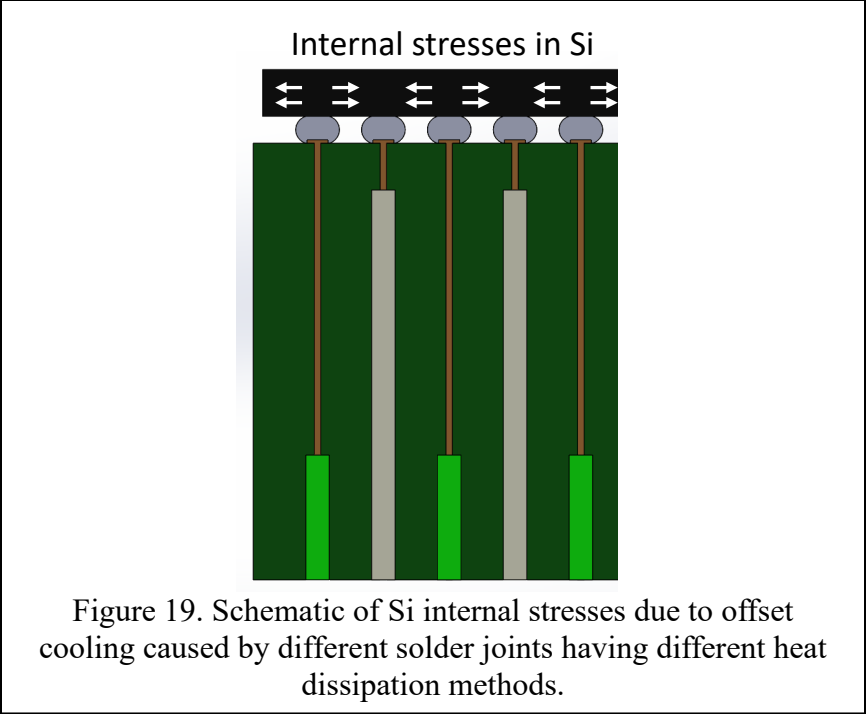 Internal stresses in Si
Figure 19. Schematic of Si internal stresses due to offset
cooling caused by different solder joints having different heat
dissipation methods.